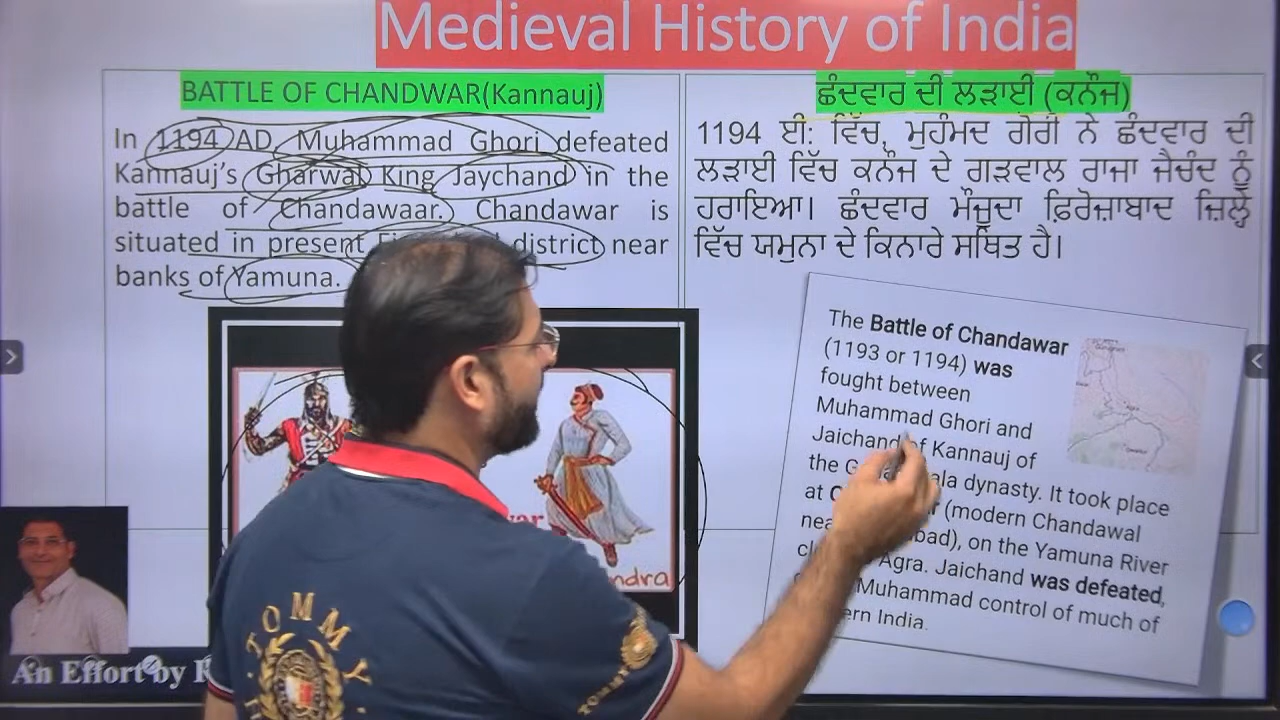 Medieval History of India
BATTLE OF CHANDWAR(Kannauj)
In 1194 AD, Muhammad Ghori defeated
Kannauj's Gharwal King Jaychand in the
battle of Chandawaar. Chandawar is
situated in present district near
banks of Yamuna.
ਛੰਦਵਾਰ ਦੀ ਲੜਾਈ (ਕਨੌਜ)
1194 ਈ: ਵਿੱਚ, ਮੁਹੰਮਦ ਗੋਰੀ ਨੇ ਛੰਦਵਾਰ ਦੀ
ਲੜਾਈ ਵਿੱਚ ਕਨੌਜ ਦੇ ਗੜਵਾਲ ਰਾਜਾ ਜੈਚੰਦ ਨੂੰ
ਹਰਾਇਆ। ਛੰਦਵਾਰ ਮੌਜੂਦਾ ਫ਼ਿਰੋਜ਼ਾਬਾਦ ਜ਼ਿਲ੍ਹੇ
ਵਿੱਚ ਯਮੁਨਾ ਦੇ ਕਿਨਾਰੇ ਸਥਿਤ ਹੈ।
The Battle of Chandawar
(1193 or 1194) was
fought between
Muhammad Ghori and
Jaichand of Kannauj of
the dynasty. It took place
at (modern Chandawal
on the Yamuna River
Agra. Jaichand was defeated,
Muhammad control of much of
India.
An Effort by
TOMMY